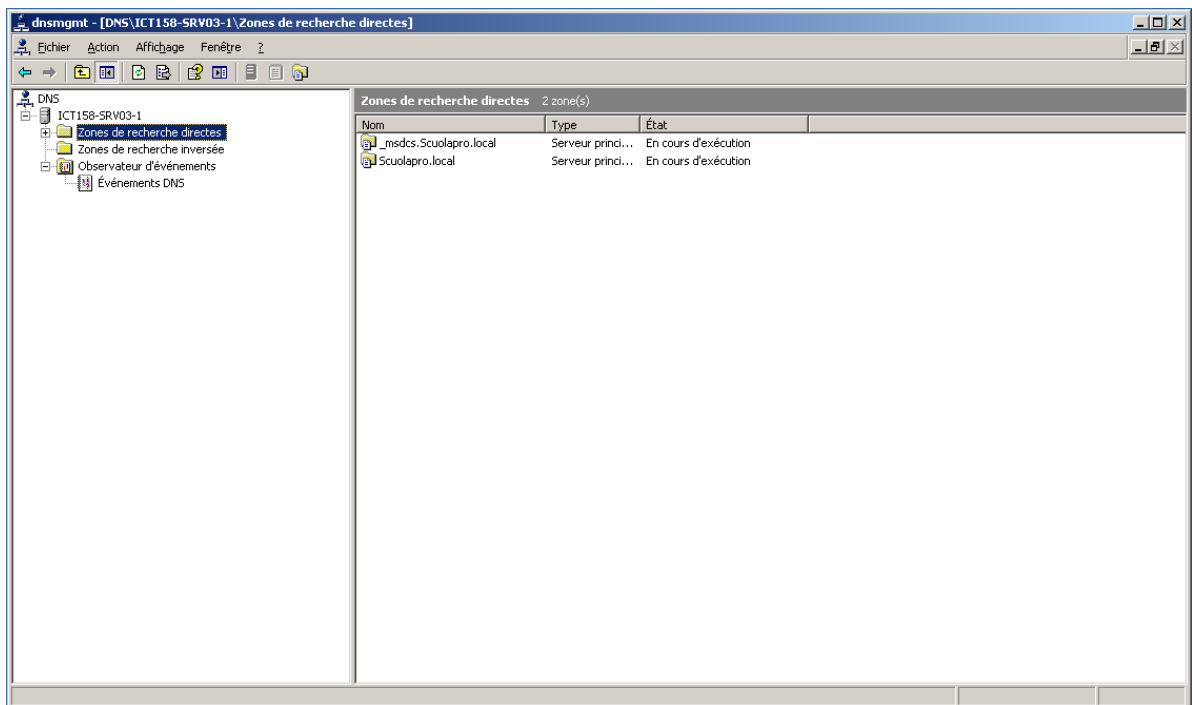 dnsmgmt - [DNS\ICT158-SRV03-1\Zones de recherche directes]
Fichier Action Affichage Fenêtre ?
DNS
ICT158-SRV03-1
Zones de recherche directes
Zones de recherche inversée
Observateur d'événements
Événements DNS
Zones de recherche directes 2 zone(s)
Nom Type État
_msdcs.Scuolapro.local Serveur princi... En cours d'exécution
Scuolapro.local Serveur princi... En cours d'exécution